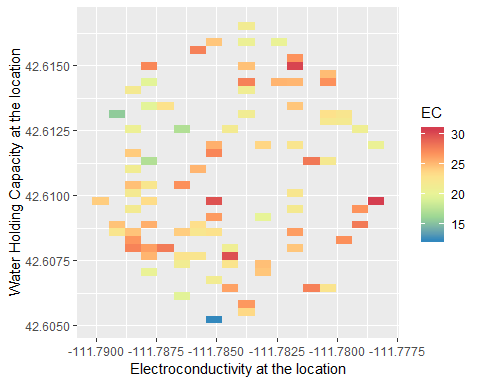 Water Holding Capacity at the location
42.6150
42.6125
42.6100
42.6075
42.6050
-111.7900 -111.7875 -111.7850 -111.7825 -111.7800 -111.7775
Electroconductivity at the location
EC
30
25
20
15